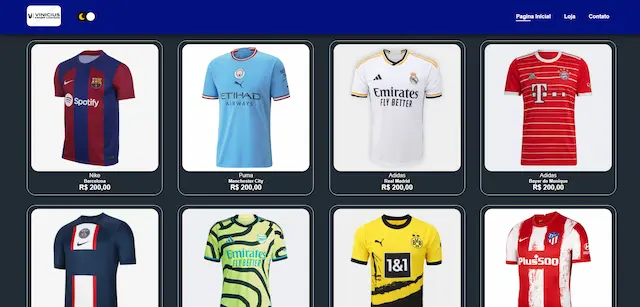 VINICIUS
Pagina Inicial
Loja
Contato
Spotify
ETIHAD
AIRWAYS
Emirates
FLY BETTER
T
Nike
Barcelona
R$ 200,00
Puma
Manchester City
R$ 200,00
Adidas
Real Madrid
R$ 200,00
Adidas
Bayer de Munique
R$ 200,00
Emirates
1&1
Plus500